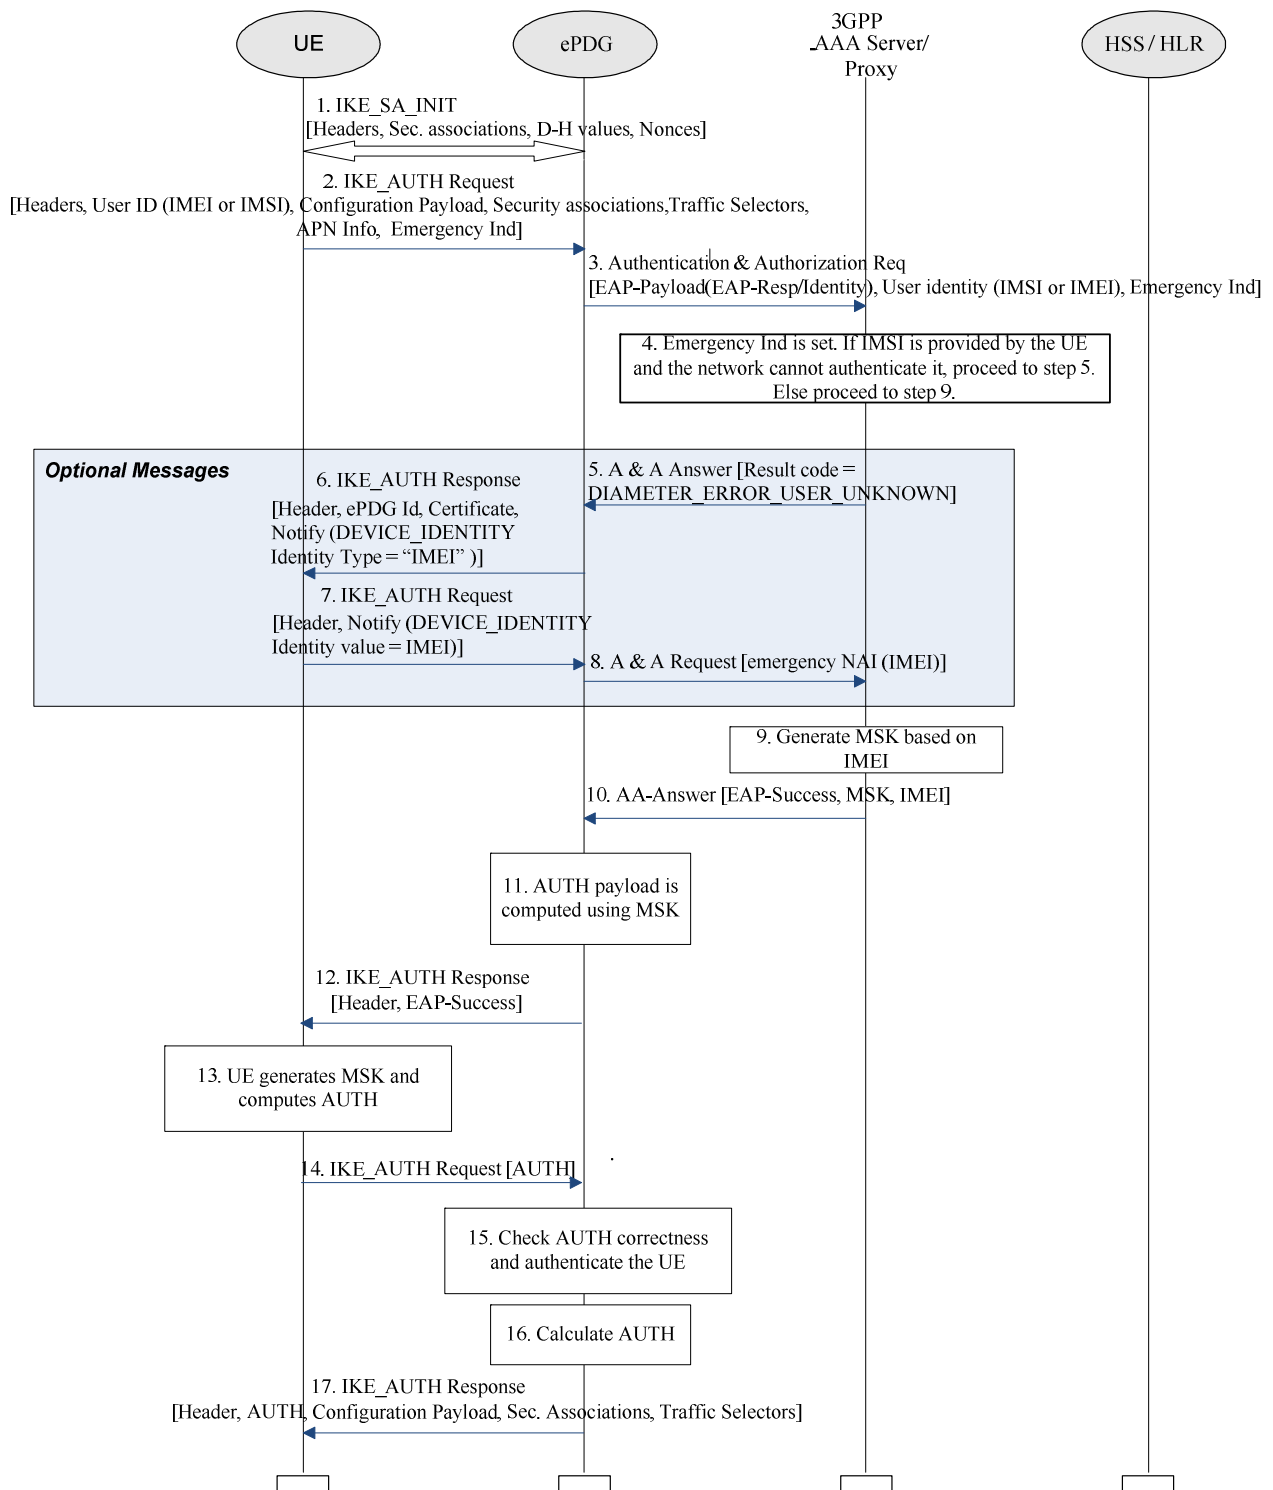 UE
ePDG
3GPP
AAA Server/
Proxy
HSS / HLR
1. IKE_SA_INIT
[Headers, Sec. associations, D-H values, Nonces]
2. IKE_AUTH Request
[Headers, User ID (IMEI or IMSI), Configuration Payload, Security associations,Traffic Selectors,
APN Info, Emergency Ind]
3. Authentication & Authorization Req
[EAP-Payload(EAP-Resp/Identity), User identity (IMSI or IMEI), Emergency Ind]
4. Emergency Ind is set. If IMSI is provided by the UE
and the network cannot authenticate it, proceed to step 5.
Else proceed to step 9.
Optional Messages
5. A & A Answer [Result code =
DIAMETER_ERROR_USER_UNKNOWN]
6. IKE_AUTH Response
[Header, ePDG Id, Certificate,
Notify (DEVICE_IDENTITY
Identity Type = “IMEI” )]
7. IKE_AUTH Request
[Header, Notify (DEVICE_IDENTITY
Identity value = IMEI)]
8. A & A Request [emergency NAI (IMEI)]
9. Generate MSK based on
IMEI
10. AA-Answer [EAP-Success, MSK, IMEI]
11. AUTH payload is
computed using MSK
12. IKE_AUTH Response
[Header, EAP-Success]
13. UE generates MSK and
computes AUTH
14. IKE_AUTH Request [AUTH]
15. Check AUTH correctness
and authenticate the UE
16. Calculate AUTH
17. IKE_AUTH Response
[Header, AUTH, Configuration Payload, Sec. Associations, Traffic Selectors]